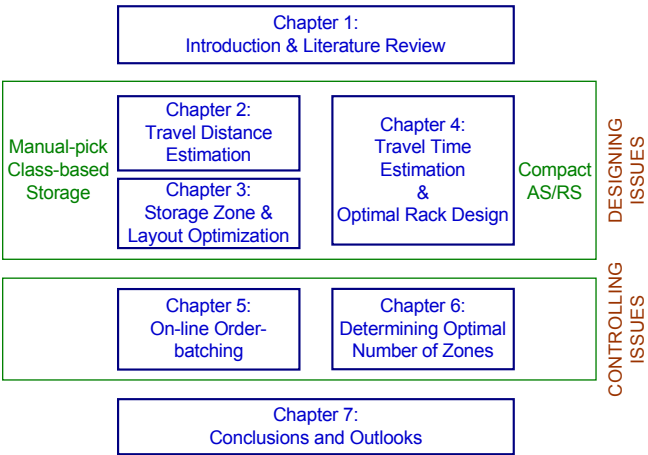 Chapter 1:
Introduction & Literature Review
Manual-pick
Class-based
Storage
Chapter 2:
Travel Distance
Estimation
Chapter 3:
Storage Zone &
Layout Optimization
Chapter 4:
Travel Time
Estimation
&
Optimal Rack Design
Compact
AS/RS
DESIGNING
ISSUES
Chapter 5:
On-line Order-
batching
Chapter 6:
Determining Optimal
Number of Zones
CONTROLLING
ISSUES
Chapter 7:
Conclusions and Outlooks